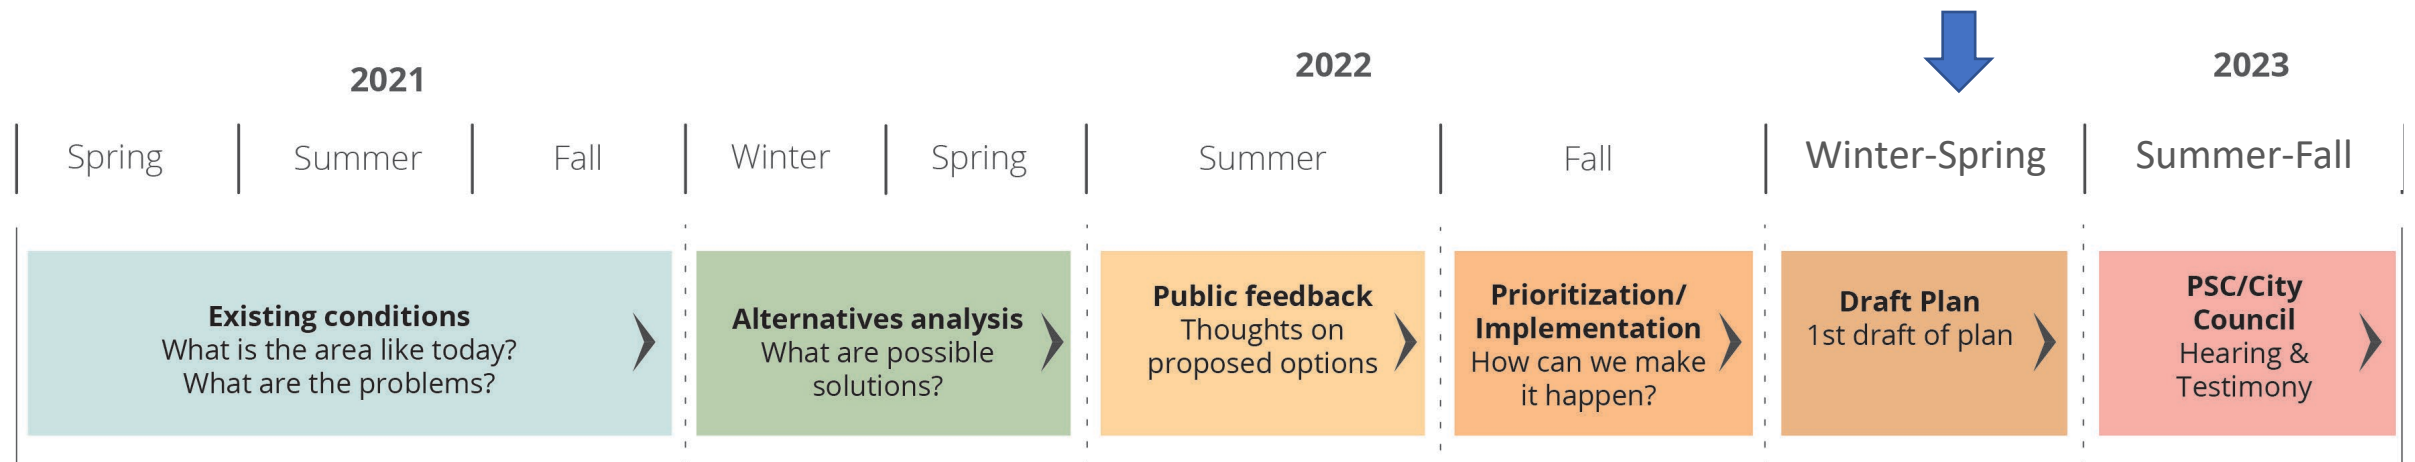 2021
2022
2023
Spring
Summer
Fall
Winter
Spring
Summer
Fall
Winter-Spring
Summer-Fall
Existing conditions
What is the area like today?
What are the problems?
Alternatives analysis
What are possible
solutions?
Public feedback
Thoughts on
proposed options
Prioritization/
Implementation
How can we make
it happen?
Draft Plan
1st draft of plan
PSC/City
Council
Hearing &
Testimony